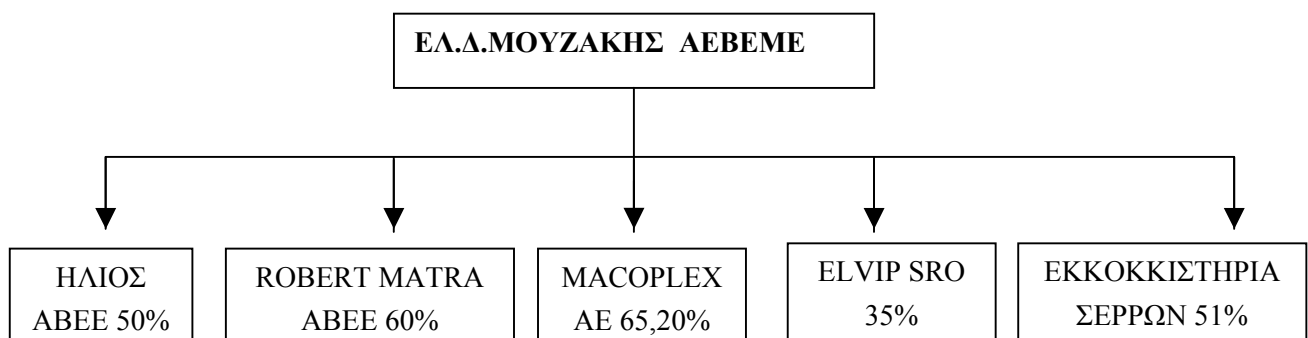 ΕΛ.Δ.ΜΟΥΖΑΚΗΣ ΑΕΒΕΜΕ
ΗΛΙΟΣ
ΑΒΕΕ 50%
ROBERT MATRA
ΑΒΕΕ 60%
MACOPLEX
ΑΕ 65,20%
ELVIP SRO
35%
ΕΚΚΟΚΚΙΣΤΗΡΙΑ
ΣΕΡΡΩΝ 51%